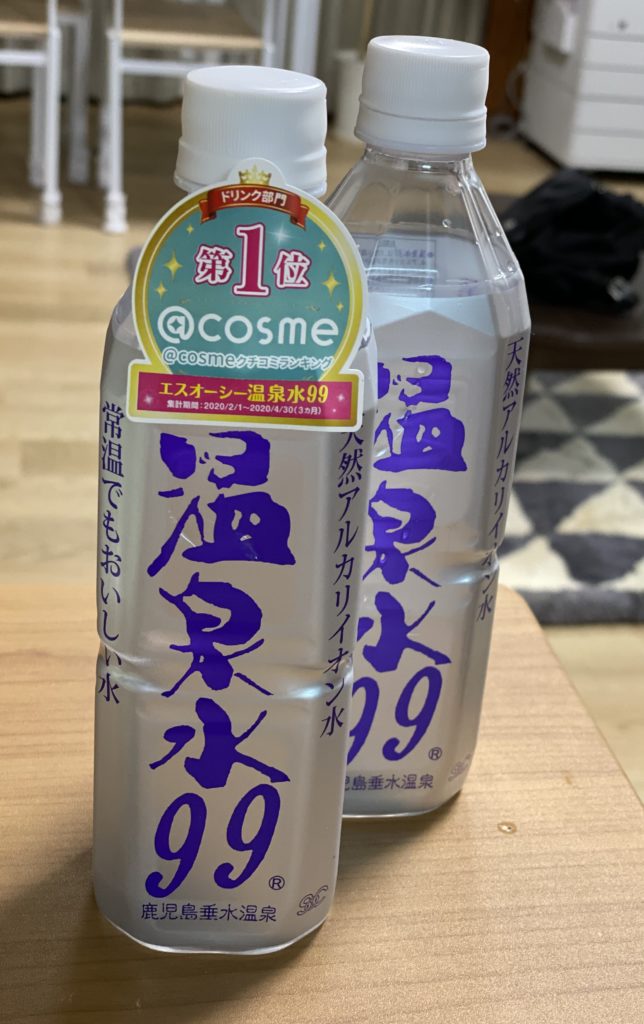 ドリンク部門
第1位
@cosme
@cosmeクチコミランキング
エスオーシー温泉水99
集計期間:2020/2/1~2020/4/30(3ヵ月)
常温でもおいしい水
温泉水99®
天然アルカリイオン水
鹿児島垂水温泉
SOC
温泉水99®
天然アルカリイオン水
児島垂水温泉
SOC